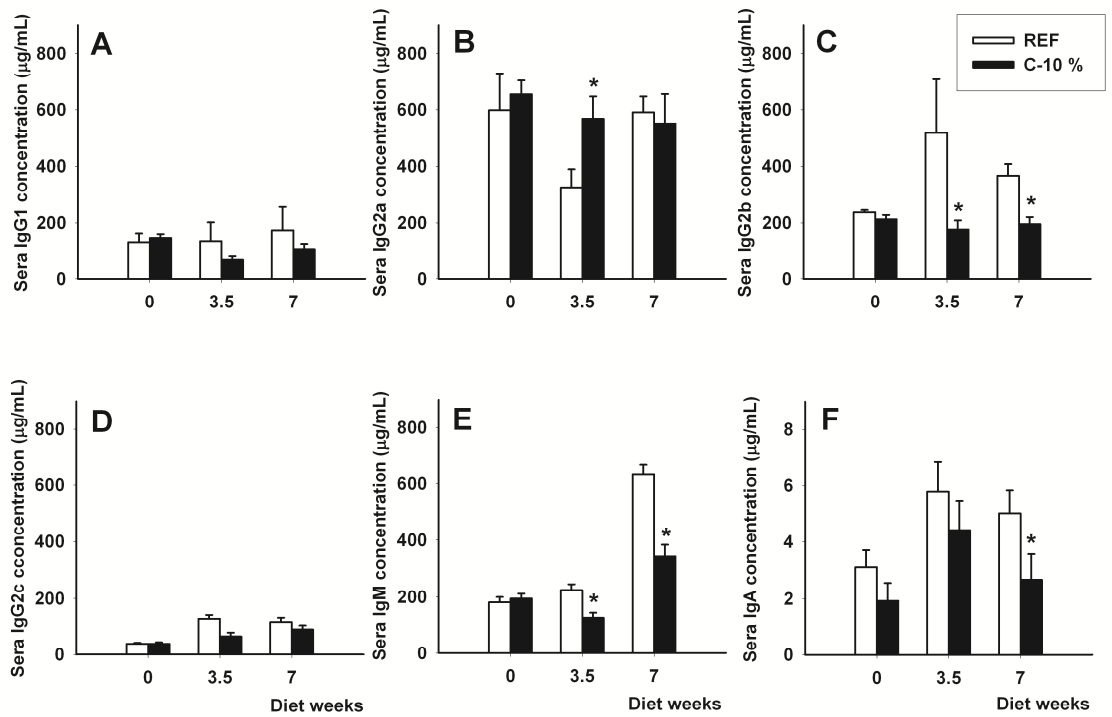 A
Sera IgG1 concentration (μg/mL)
800
600
400
200
0
0 3.5 7
B
*
Sera IgG2a concentration (μg/mL)
800
600
400
200
0
0 3.5 7
C
REF
C-10 %
* *
Sera IgG2b concentration (μg/mL)
800
600
400
200
0
0 3.5 7
D
Sera IgG2c cconcentration (μg/mL)
800
600
400
200
0
0 3.5 7
Diet weeks
E
* *
Sera IgM concentration (μg/mL)
800
600
400
200
0
0 3.5 7
Diet weeks
F
*
Sera IgA concentration (μg/mL)
8
6
4
2
0
0 3.5 7
Diet weeks